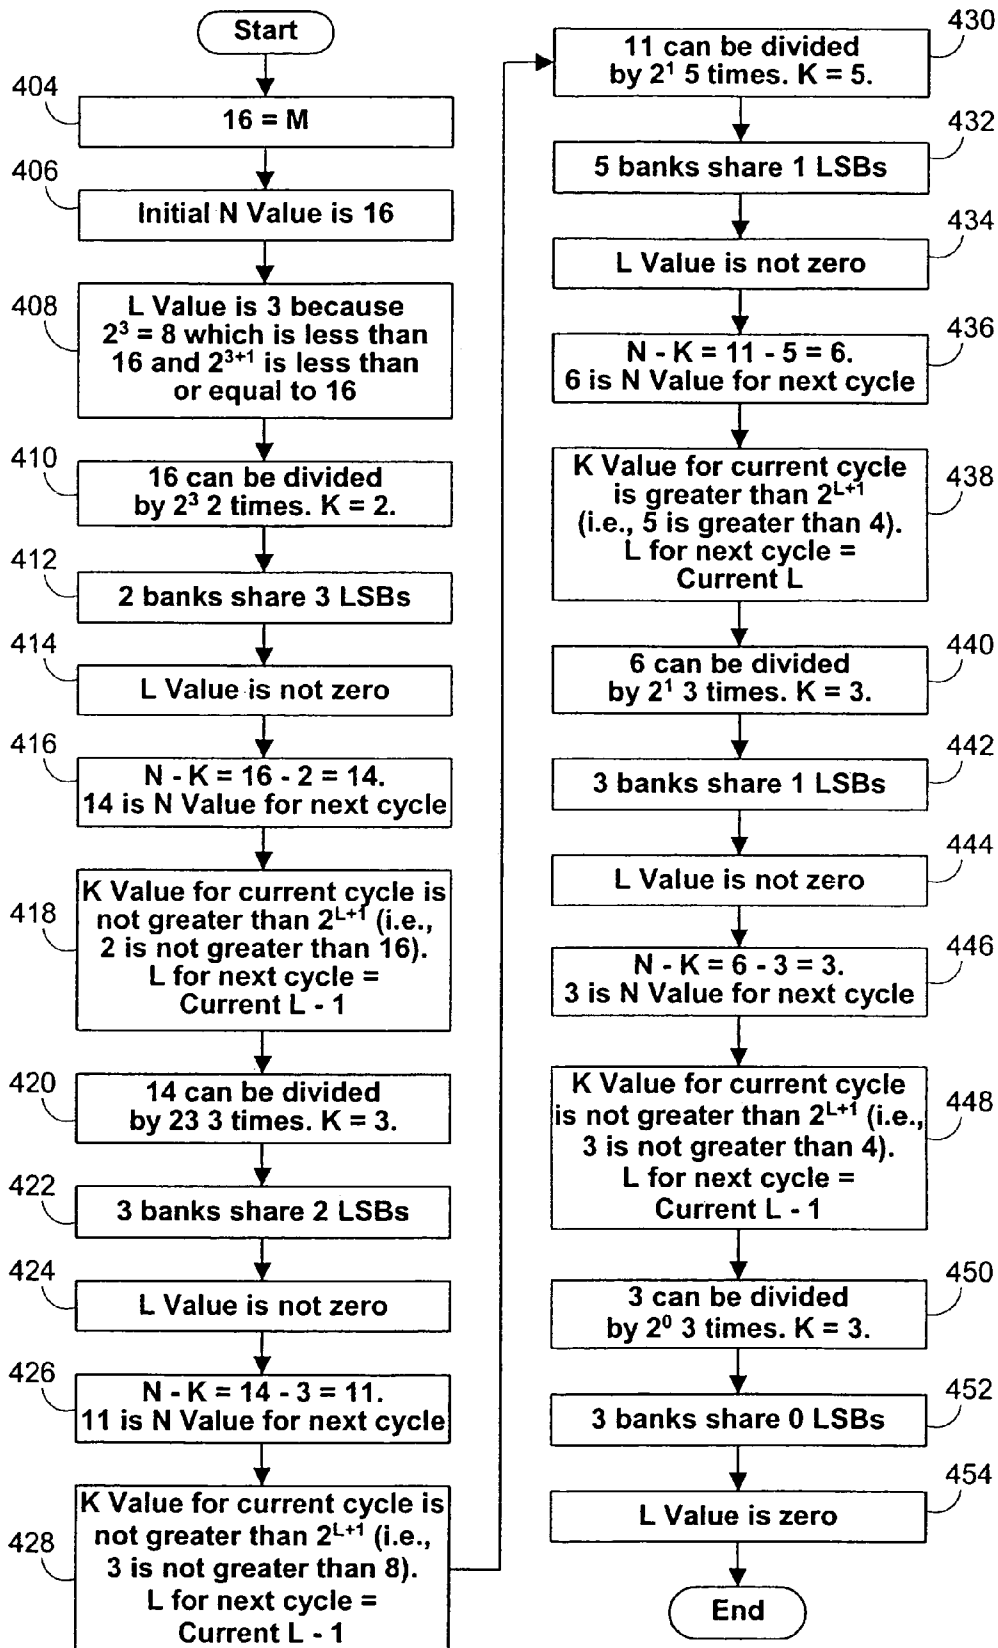 Start
404
16 = M
406
Initial N Value is 16
408
L Value is 3 because
2³ = 8 which is less than
16 and 2³⁺¹ is less than
or equal to 16
410
16 can be divided
by 2³ 2 times. K = 2.
412
2 banks share 3 LSBs
414
L Value is not zero
416
N - K = 16 - 2 = 14.
14 is N Value for next cycle
418
K Value for current cycle is
not greater than 2ᴸ⁺¹ (i.e.,
2 is not greater than 16).
L for next cycle =
Current L - 1
420
14 can be divided
by 23 3 times. K = 3.
422
3 banks share 2 LSBs
424
L Value is not zero
426
N - K = 14 - 3 = 11.
11 is N Value for next cycle
428
K Value for current cycle is
not greater than 2ᴸ⁺¹ (i.e.,
3 is not greater than 8).
L for next cycle =
Current L - 1
430
11 can be divided
by 2¹ 5 times. K = 5.
432
5 banks share 1 LSBs
434
L Value is not zero
436
N - K = 11 - 5 = 6.
6 is N Value for next cycle
438
K Value for current cycle
is greater than 2ᴸ⁺¹
(i.e., 5 is greater than 4).
L for next cycle =
Current L
440
6 can be divided
by 2¹ 3 times. K = 3.
442
3 banks share 1 LSBs
444
L Value is not zero
446
N - K = 6 - 3 = 3.
3 is N Value for next cycle
448
K Value for current cycle
is not greater than 2ᴸ⁺¹ (i.e.,
3 is not greater than 4).
L for next cycle =
Current L - 1
450
3 can be divided
by 2⁰ 3 times. K = 3.
452
3 banks share 0 LSBs
454
L Value is zero
End